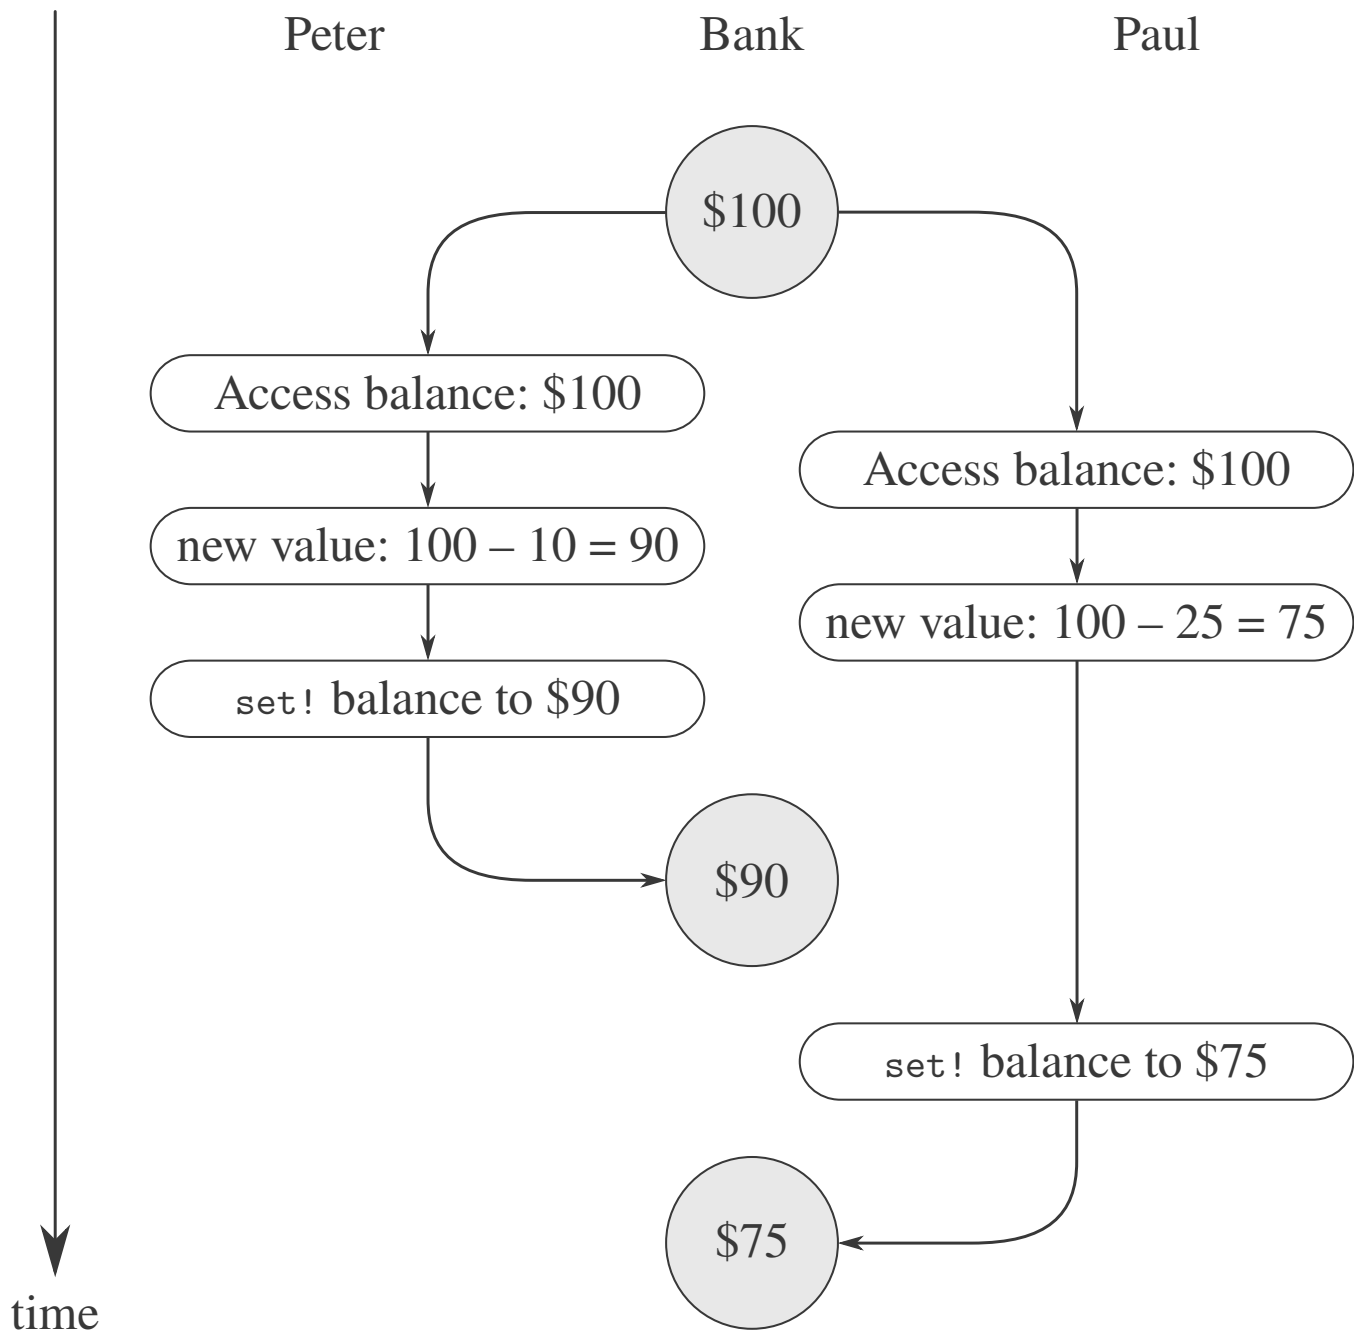 Peter Bank Paul
$100
Access balance: $100
Access balance: $100
new value: 100 – 10 = 90
new value: 100 – 25 = 75
set! balance to $90
$90
set! balance to $75
$75
time